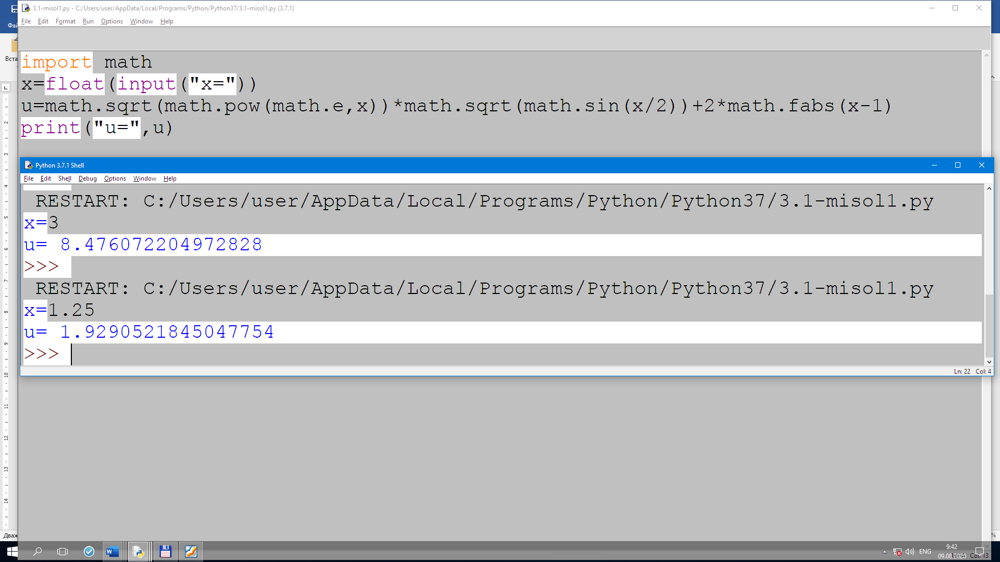 3.1-misol1.py - C:/Users/user/AppData/Local/Programs/Python/Python37/3.1-misol1.py (3.7.1)
File Edit Format Run Options Window Help
import math
x=float(input("x="))
u=math.sqrt(math.pow(math.e,x))*math.sqrt(math.sin(x/2))+2*math.fabs(x-1)
print("u=",u)
Python 3.7.1 Shell
File Edit Shell Debug Options Window Help
RESTART: C:/Users/user/AppData/Local/Programs/Python/Python37/3.1-misol1.py
x=3
u= 8.476072204972828
>>>
RESTART: C:/Users/user/AppData/Local/Programs/Python/Python37/3.1-misol1.py
x=1.25
u= 1.9290521845047754
>>>
Ln: 22 Col: 4
ENG
9:42
09.08.2020
Col: 13